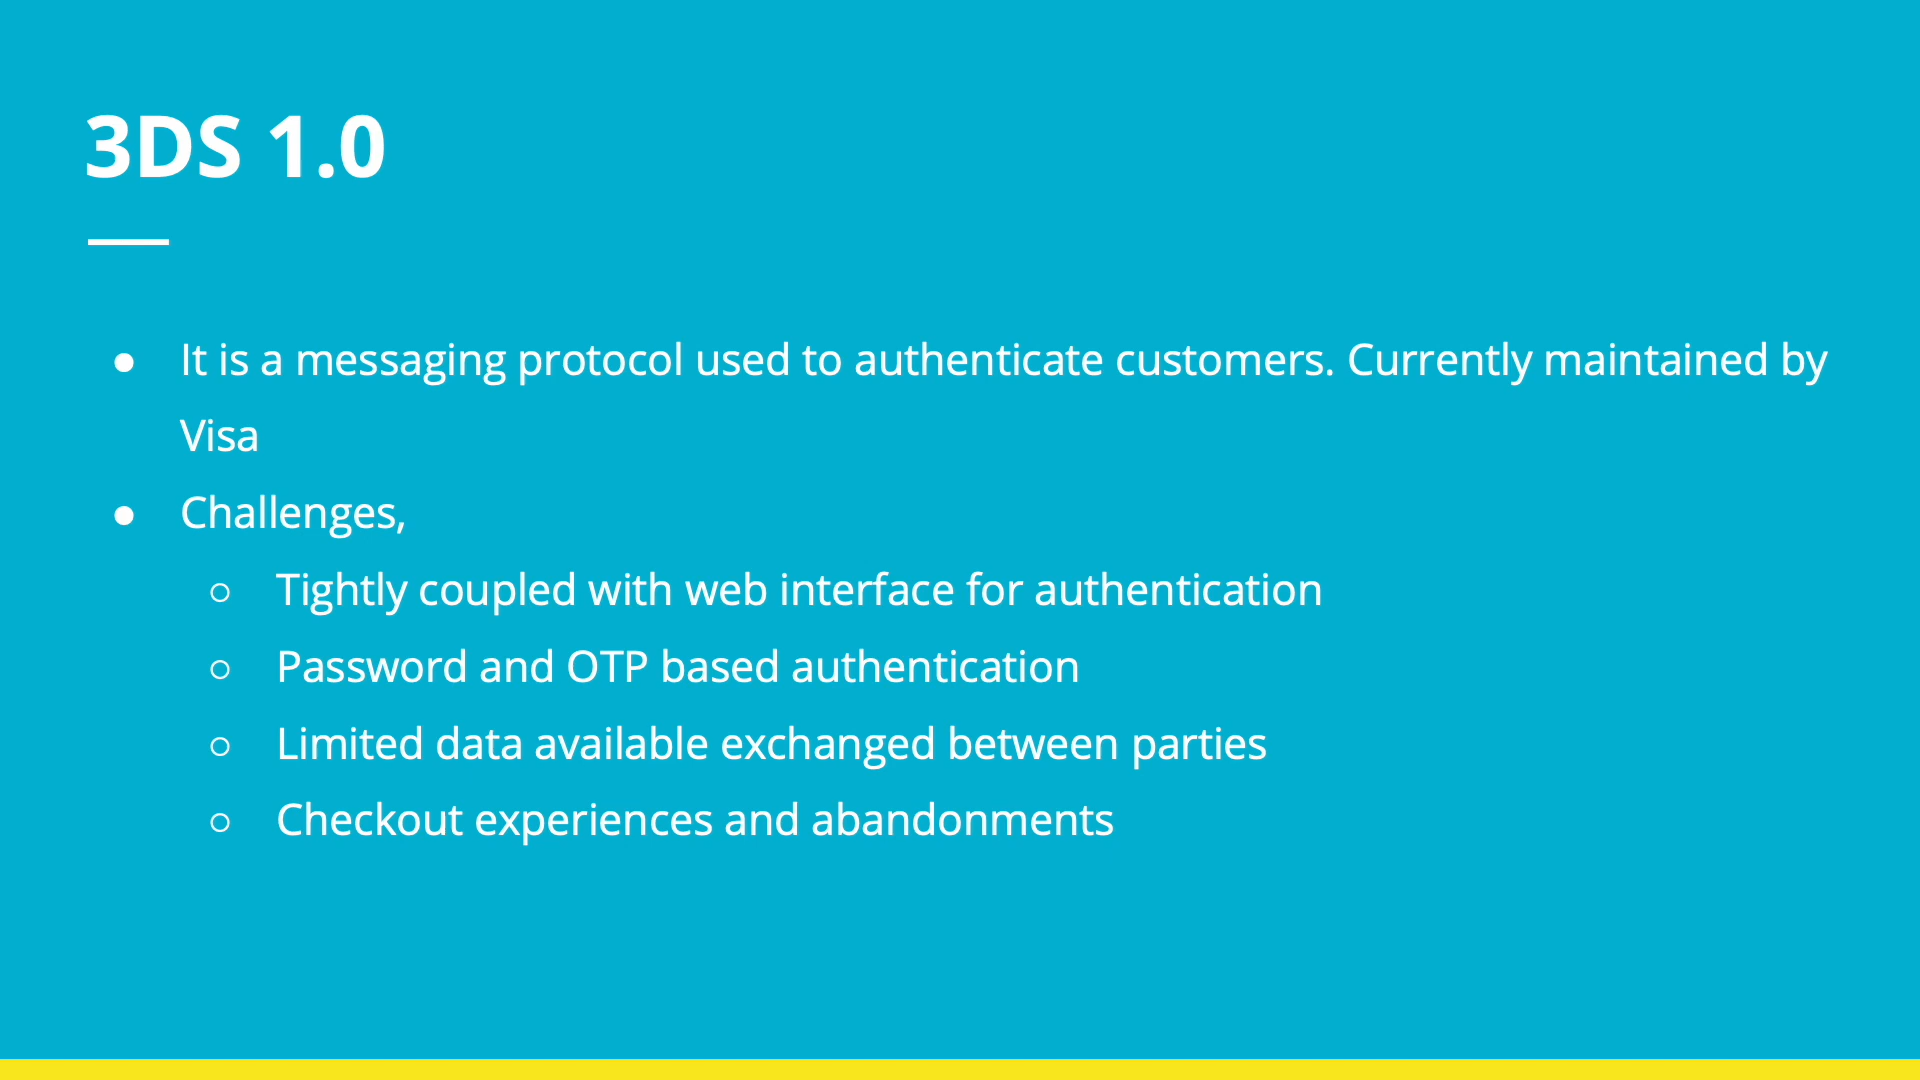 3DS 1.0
● It is a messaging protocol used to authenticate customers. Currently maintained by
Visa
● Challenges,
○ Tightly coupled with web interface for authentication
○ Password and OTP based authentication
○ Limited data available exchanged between parties
○ Checkout experiences and abandonments